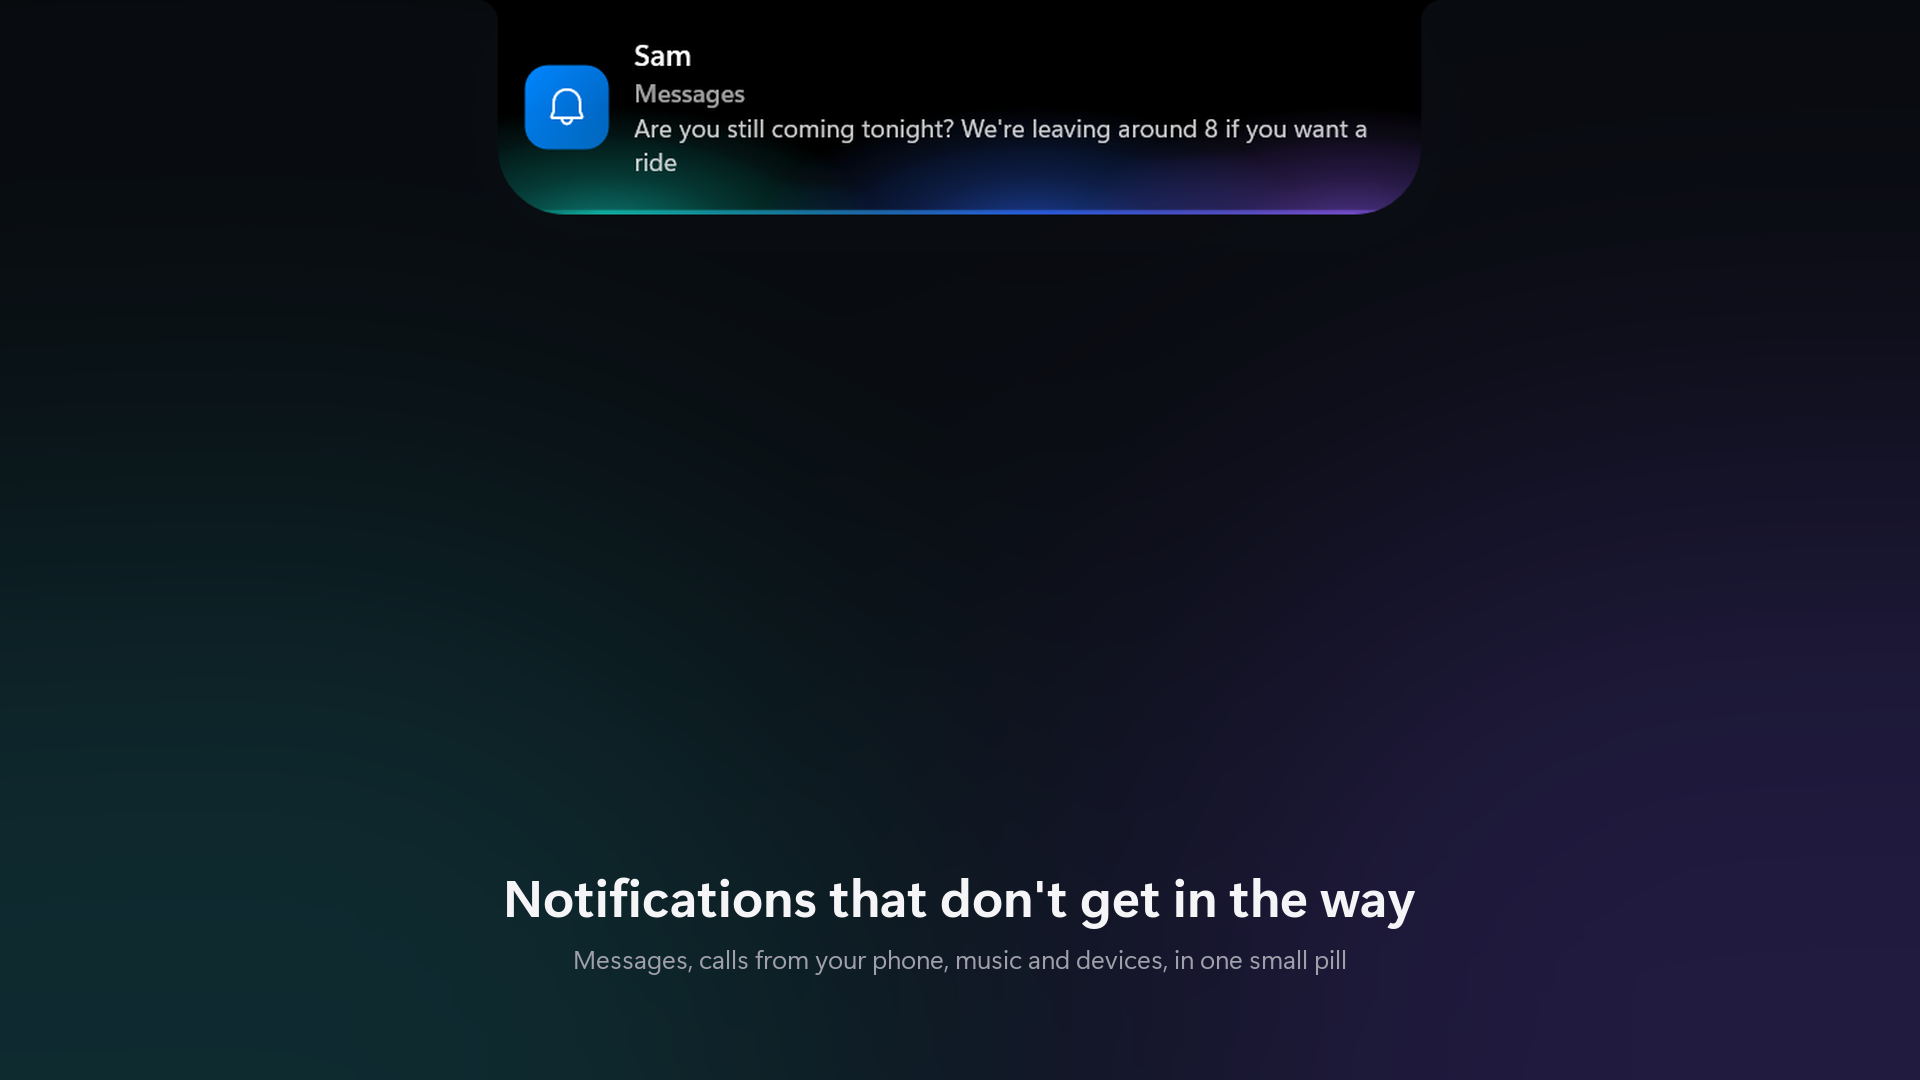 Sam
Messages
Are you still coming tonight? We're leaving around 8 if you want a
ride
Notifications that don't get in the way
Messages, calls from your phone, music and devices, in one small pill